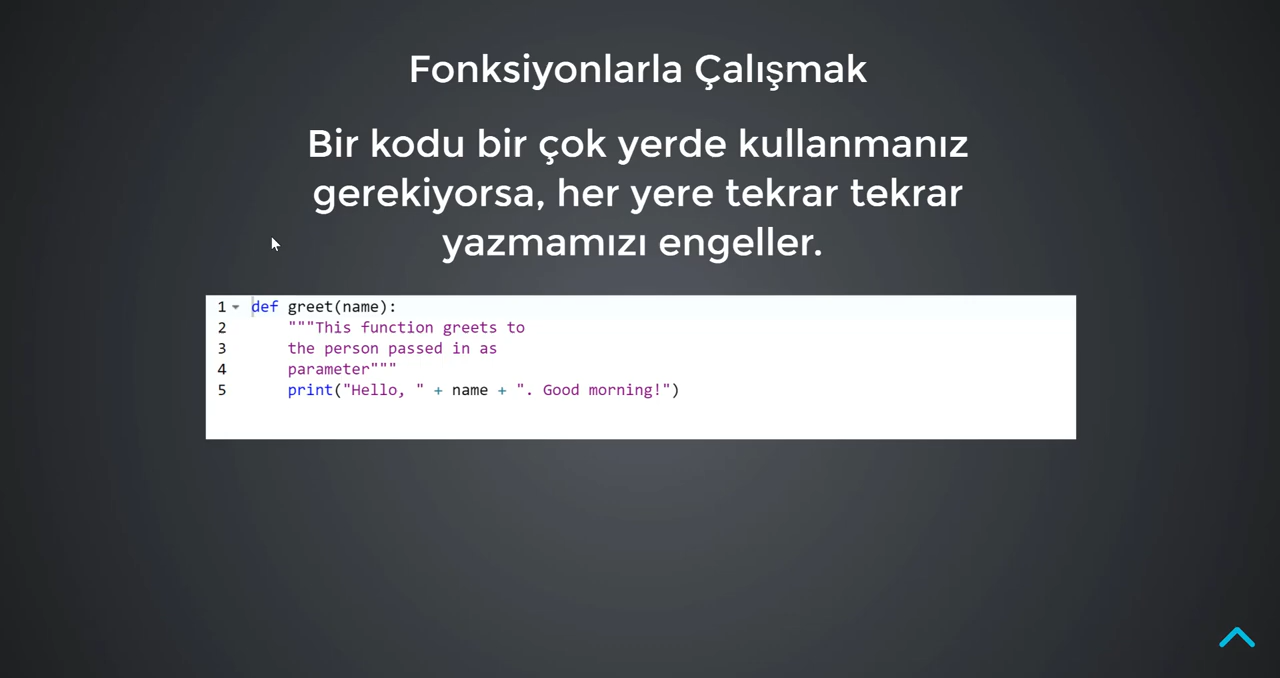 Fonksiyonlarla Çalışmak
Bir kodu bir çok yerde kullanmanız
gerekiyorsa, her yere tekrar tekrar
yazmamızı engeller.
1 def greet(name):
2 """This function greets to
3 the person passed in as
4 parameter"""
5 print("Hello, " + name + ". Good morning!")